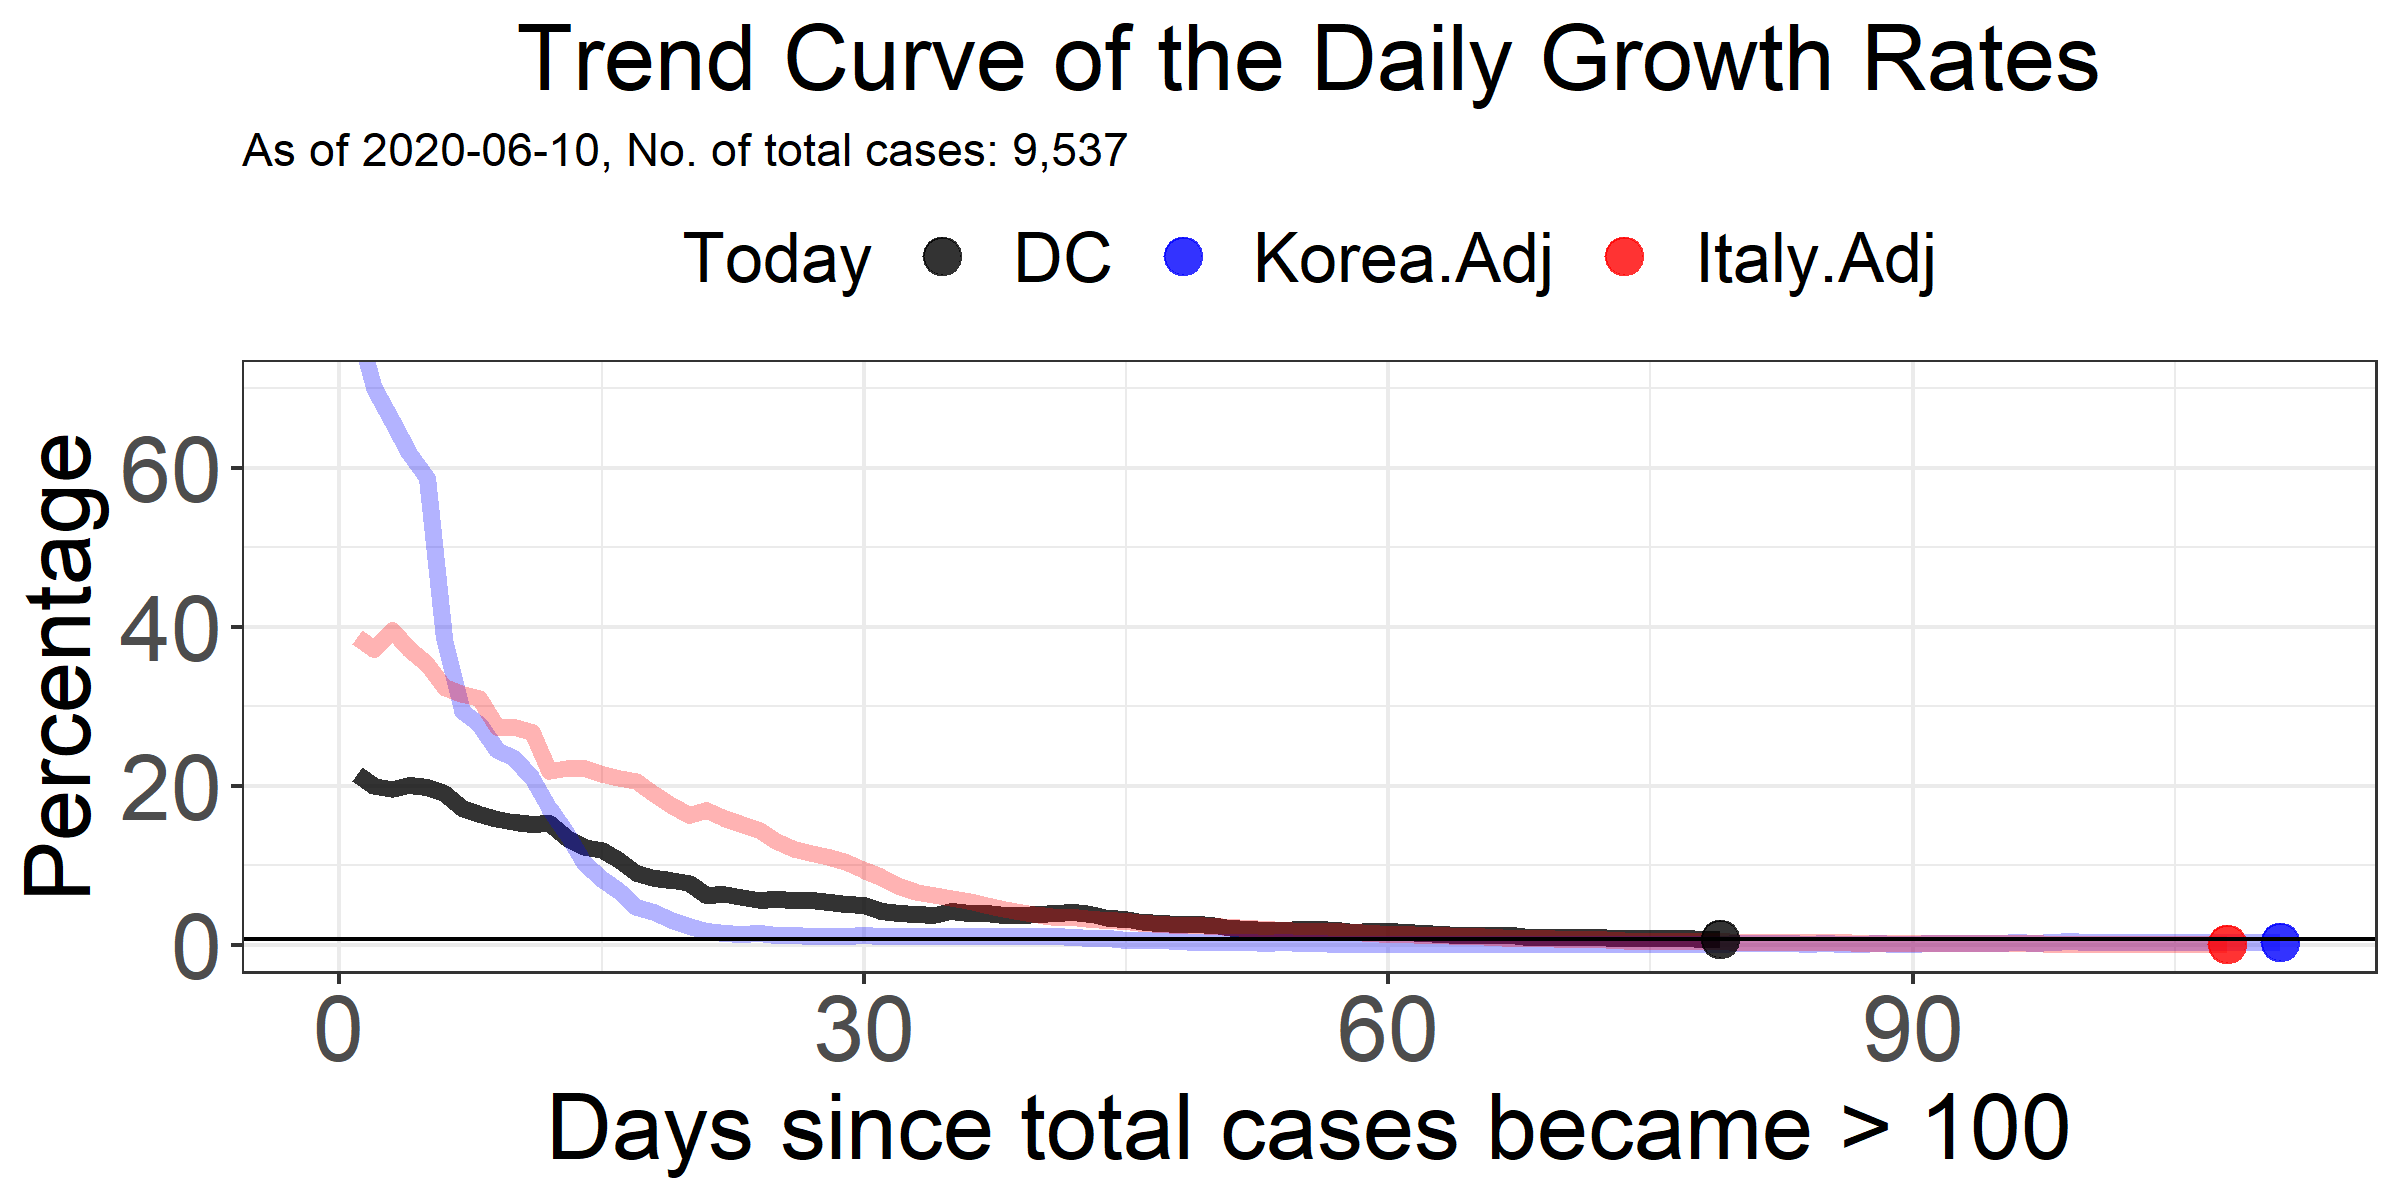 Trend Curve of the Daily Growth Rates
As of 2020-06-10, No. of total cases: 9,537
Today DC Korea.Adj Italy.Adj
Percentage
60
40
20
0
0 30 60 90
Days since total cases became > 100